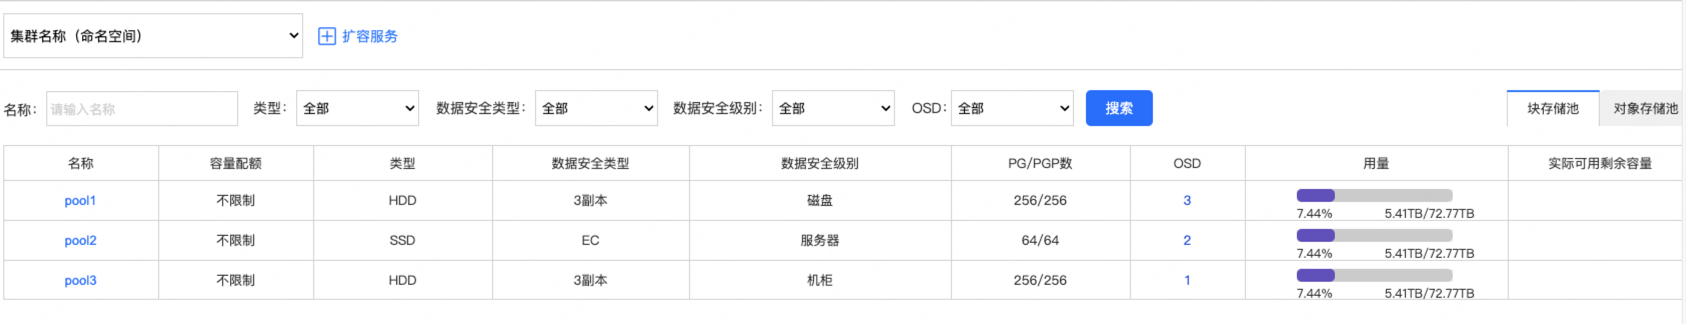 集群名称（命名空间） 扩容服务
名称： 请输入名称 类型： 全部 数据安全类型： 全部 数据安全级别： 全部 OSD： 全部 搜索 块存储池 对象存储池
名称 容量配额 类型 数据安全类型 数据安全级别 PG/PGP数 OSD 用量 实际可用剩余容量
pool1 不限制 HDD 3副本 磁盘 256/256 3 7.44% 5.41TB/72.77TB
pool2 不限制 SSD EC 服务器 64/64 2 7.44% 5.41TB/72.77TB
pool3 不限制 HDD 3副本 机柜 256/256 1 7.44% 5.41TB/72.77TB